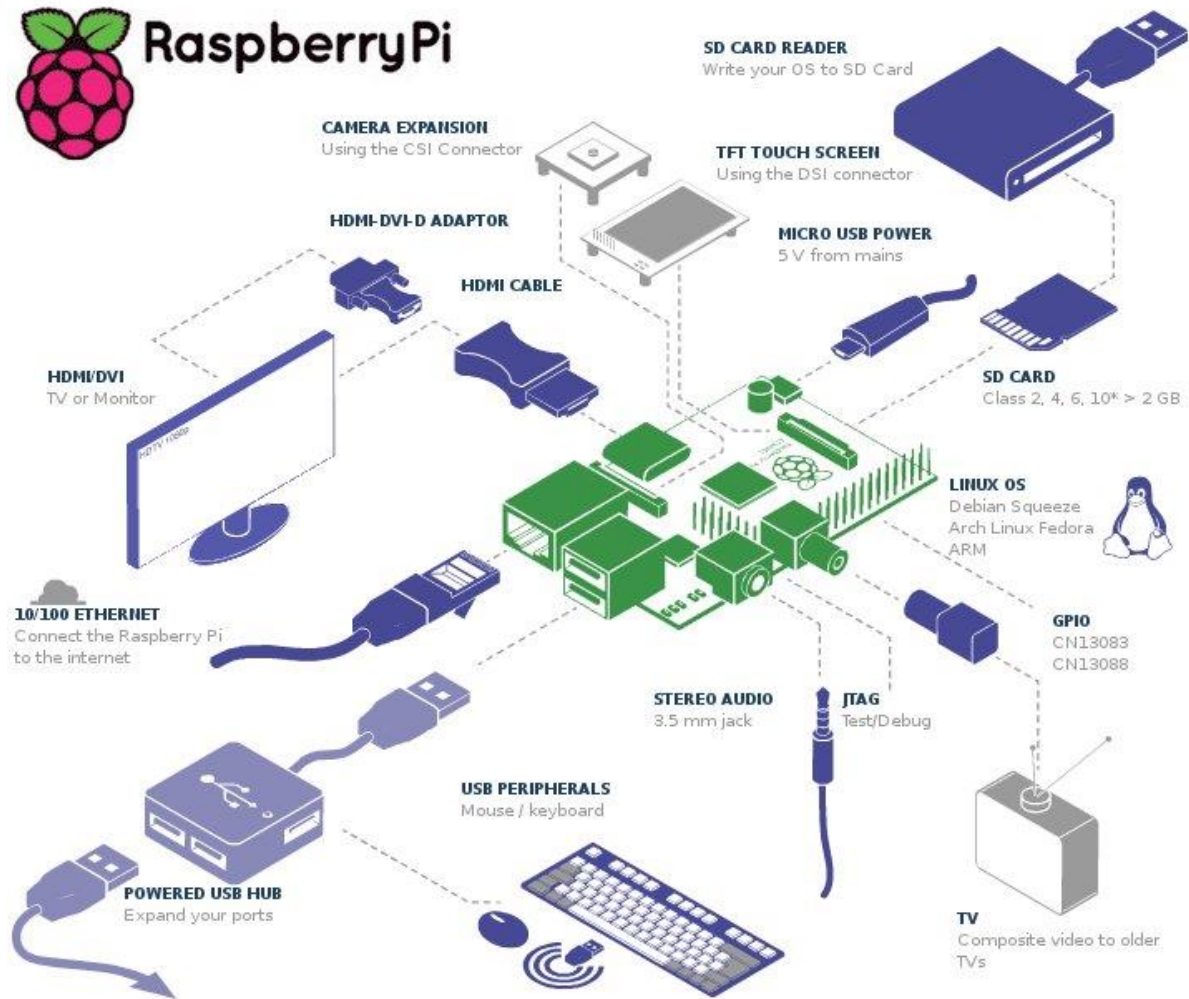 RaspberryPi
SD CARD READER
Write your OS to SD Card
CAMERA EXPANSION
Using the CSI Connector
TFT TOUCH SCREEN
Using the DSI connector
HDMI-DVI-D ADAPTOR
MICRO USB POWER
5 V from mains
HDMI CABLE
HDMI/DVI
TV or Monitor
HDTV 1080p
SD CARD
Class 2, 4, 6, 10* > 2 GB
LINUX OS
Debian Squeeze
Arch Linux Fedora
ARM
10/100 ETHERNET
Connect the Raspberry Pi
to the internet
GPIO
CN13083
CN13088
STEREO AUDIO
3.5 mm jack
JTAG
Test/Debug
USB PERIPHERALS
Mouse / keyboard
POWERED USB HUB
Expand your ports
TV
Composite video to older
TVs